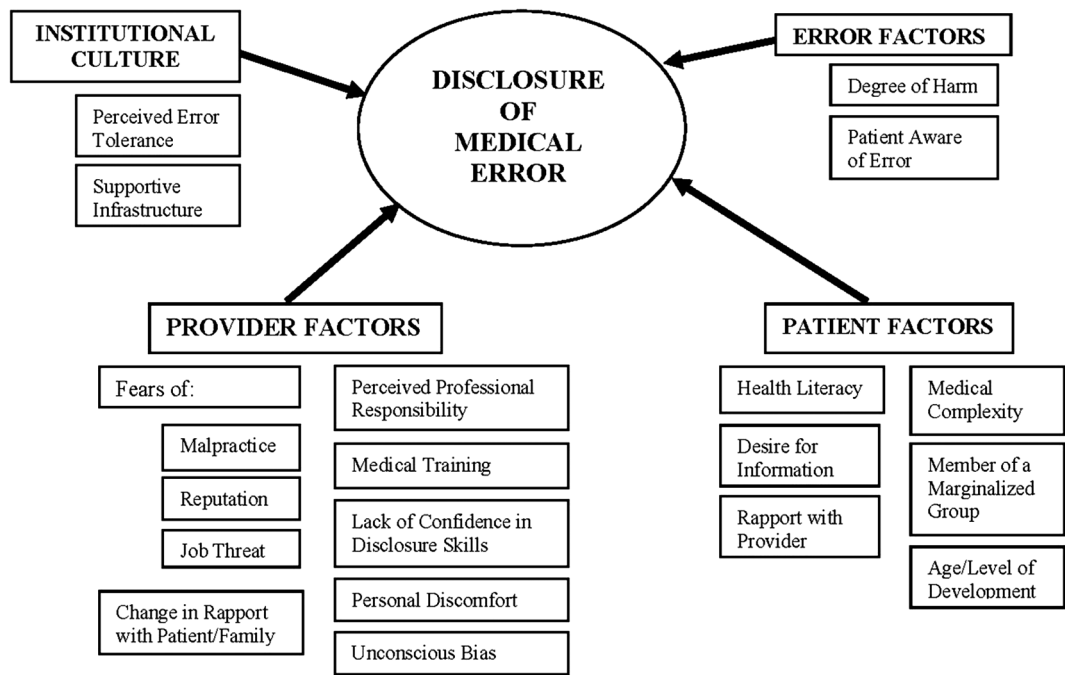 INSTITUTIONAL
CULTURE
Perceived Error
Tolerance
Supportive
Infrastructure
DISCLOSURE
OF
MEDICAL
ERROR
ERROR FACTORS
Degree of Harm
Patient Aware
of Error
PROVIDER FACTORS
Fears of:
Malpractice
Reputation
Job Threat
Change in Rapport
with Patient/Family
Perceived Professional
Responsibility
Medical Training
Lack of Confidence in
Disclosure Skills
Personal Discomfort
Unconscious Bias
PATIENT FACTORS
Health Literacy
Desire for
Information
Rapport with
Provider
Medical
Complexity
Member of a
Marginalized
Group
Age/Level of
Development